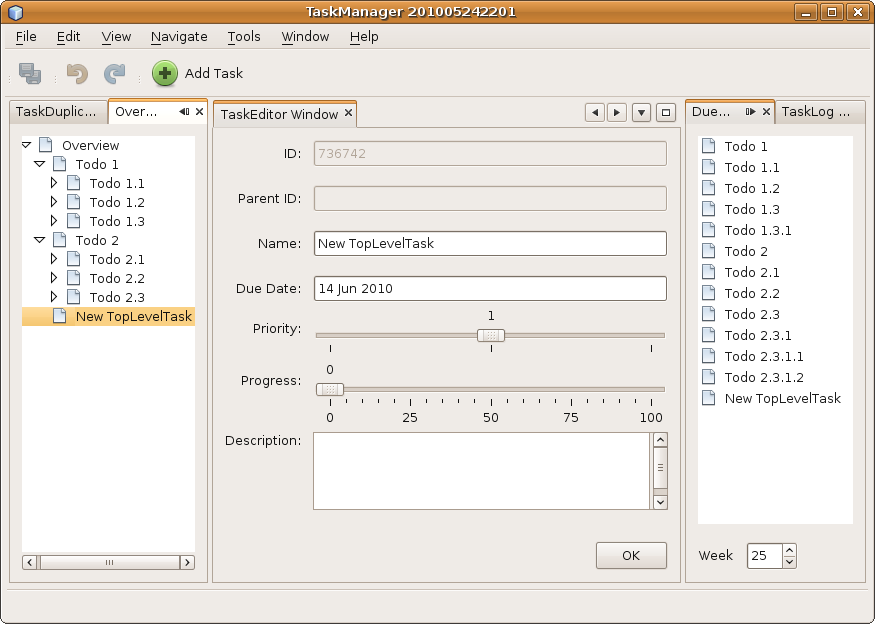 TaskManager 201005242201
File Edit View Navigate Tools Window Help
Add Task
TaskDuplic... Over...
Overview
Todo 1
Todo 1.1
Todo 1.2
Todo 1.3
Todo 2
Todo 2.1
Todo 2.2
Todo 2.3
New TopLevelTask
TaskEditor Window
ID: 736742
Parent ID:
Name: New TopLevelTask
Due Date: 14 Jun 2010
1
Priority:
0
Progress:
0 25 50 75 100
Description:
OK
Due... TaskLog ...
Todo 1
Todo 1.1
Todo 1.2
Todo 1.3
Todo 1.3.1
Todo 2
Todo 2.1
Todo 2.2
Todo 2.3
Todo 2.3.1
Todo 2.3.1.1
Todo 2.3.1.2
New TopLevelTask
Week 25